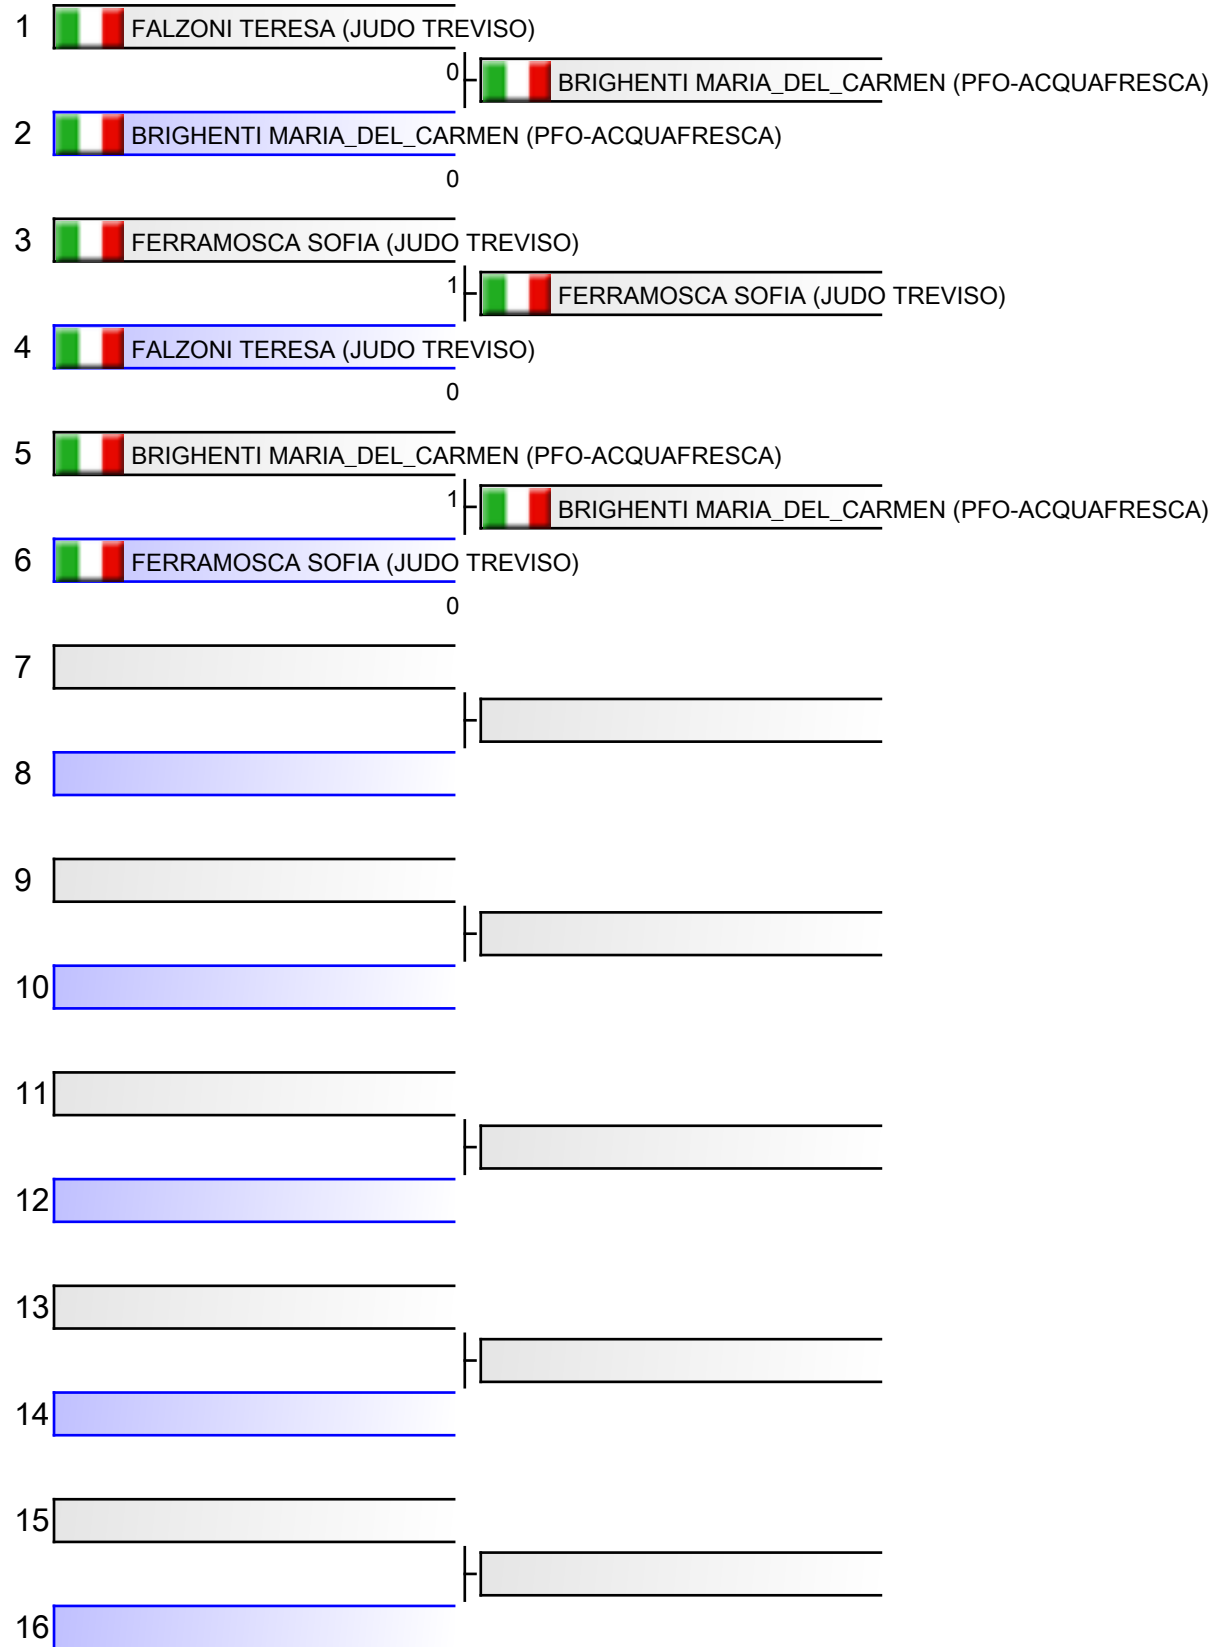 1 FALZONI TERESA (JUDO TREVISO)
0 BRIGHENTI MARIA_DEL_CARMEN (PFO-ACQUAFRESCA)
2 BRIGHENTI MARIA_DEL_CARMEN (PFO-ACQUAFRESCA)
0
3 FERRAMOSCA SOFIA (JUDO TREVISO)
1 FERRAMOSCA SOFIA (JUDO TREVISO)
4 FALZONI TERESA (JUDO TREVISO)
0
5 BRIGHENTI MARIA_DEL_CARMEN (PFO-ACQUAFRESCA)
1 BRIGHENTI MARIA_DEL_CARMEN (PFO-ACQUAFRESCA)
6 FERRAMOSCA SOFIA (JUDO TREVISO)
0
7
8
9
10
11
12
13
14
15
16